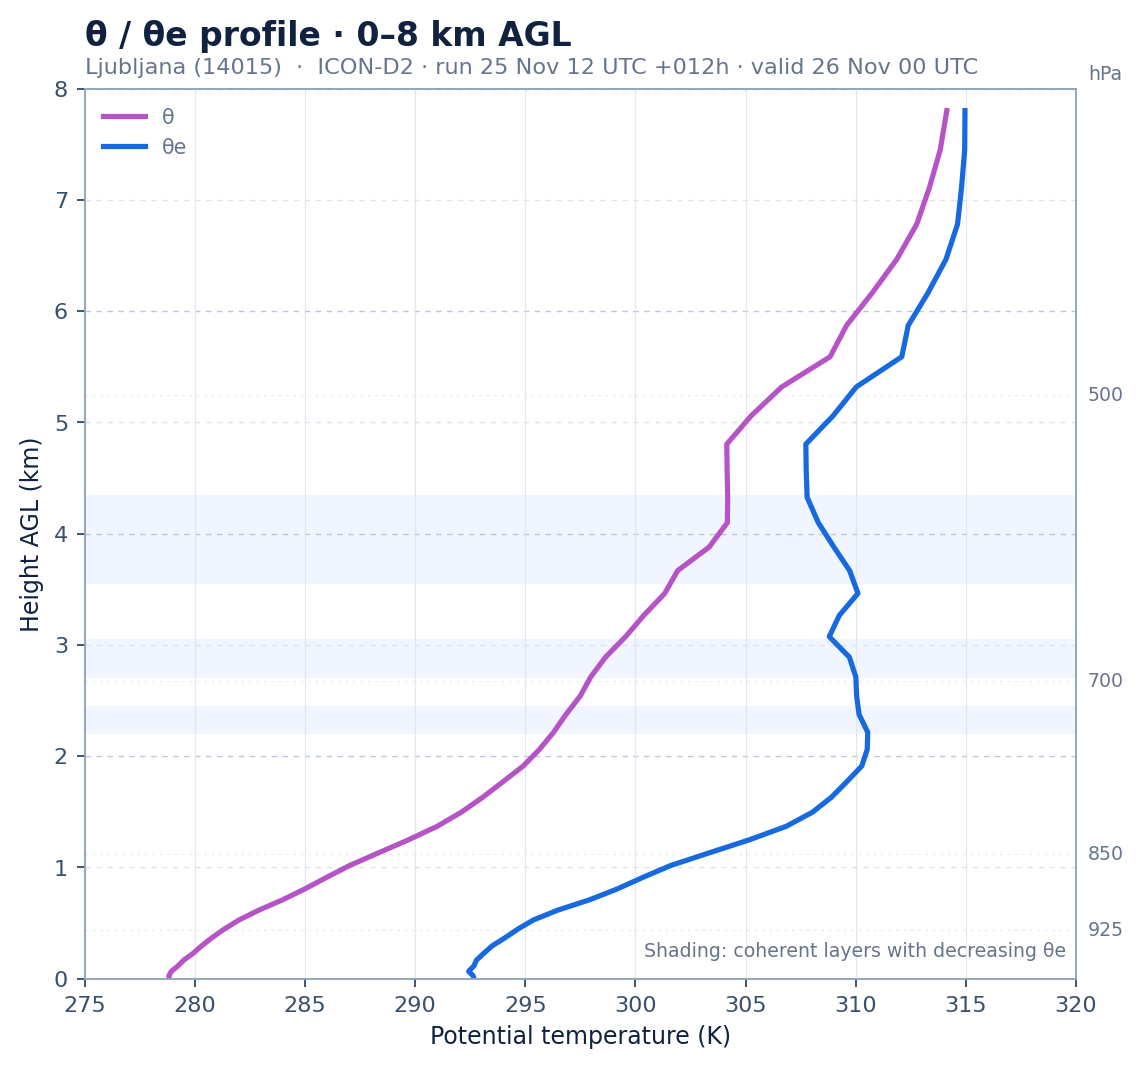 θ / θe profile · 0–8 km AGL
Ljubljana (14015) · ICON-D2 · run 25 Nov 12 UTC +012h · valid 26 Nov 00 UTC
hPa
8
θ
θe
7
6
500
5
4
3
700
2
1
850
925
Shading: coherent layers with decreasing θe
0
275 280 285 290 295 300 305 310 315 320
Potential temperature (K)
Height AGL (km)